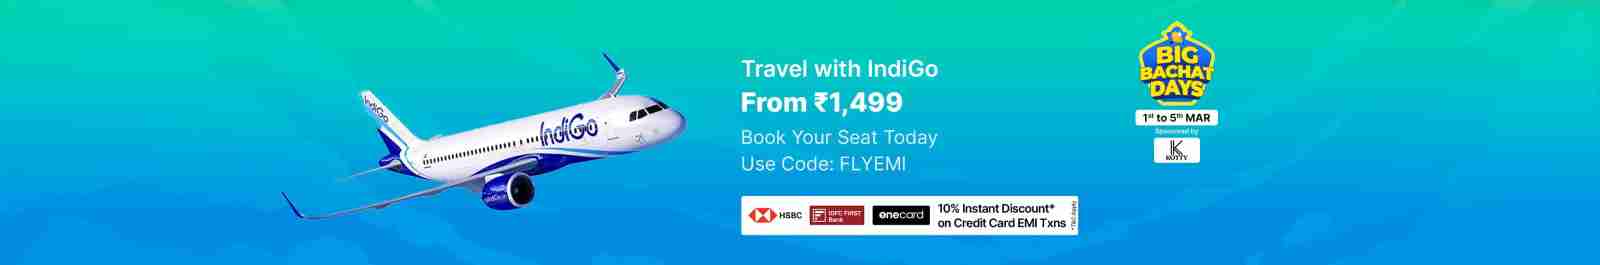 IndiGo
IndiGo
Travel with IndiGo
From ₹1,499
Book Your Seat Today
Use Code: FLYEMI
HSBC
IDFC FIRST
Bank
onecard
10% Instant Discount*
on Credit Card EMI Txns
*T&C Apply
BIG
BACHAT
DAYS
1st to 5th MAR
Sponsored by
K
KOTTY